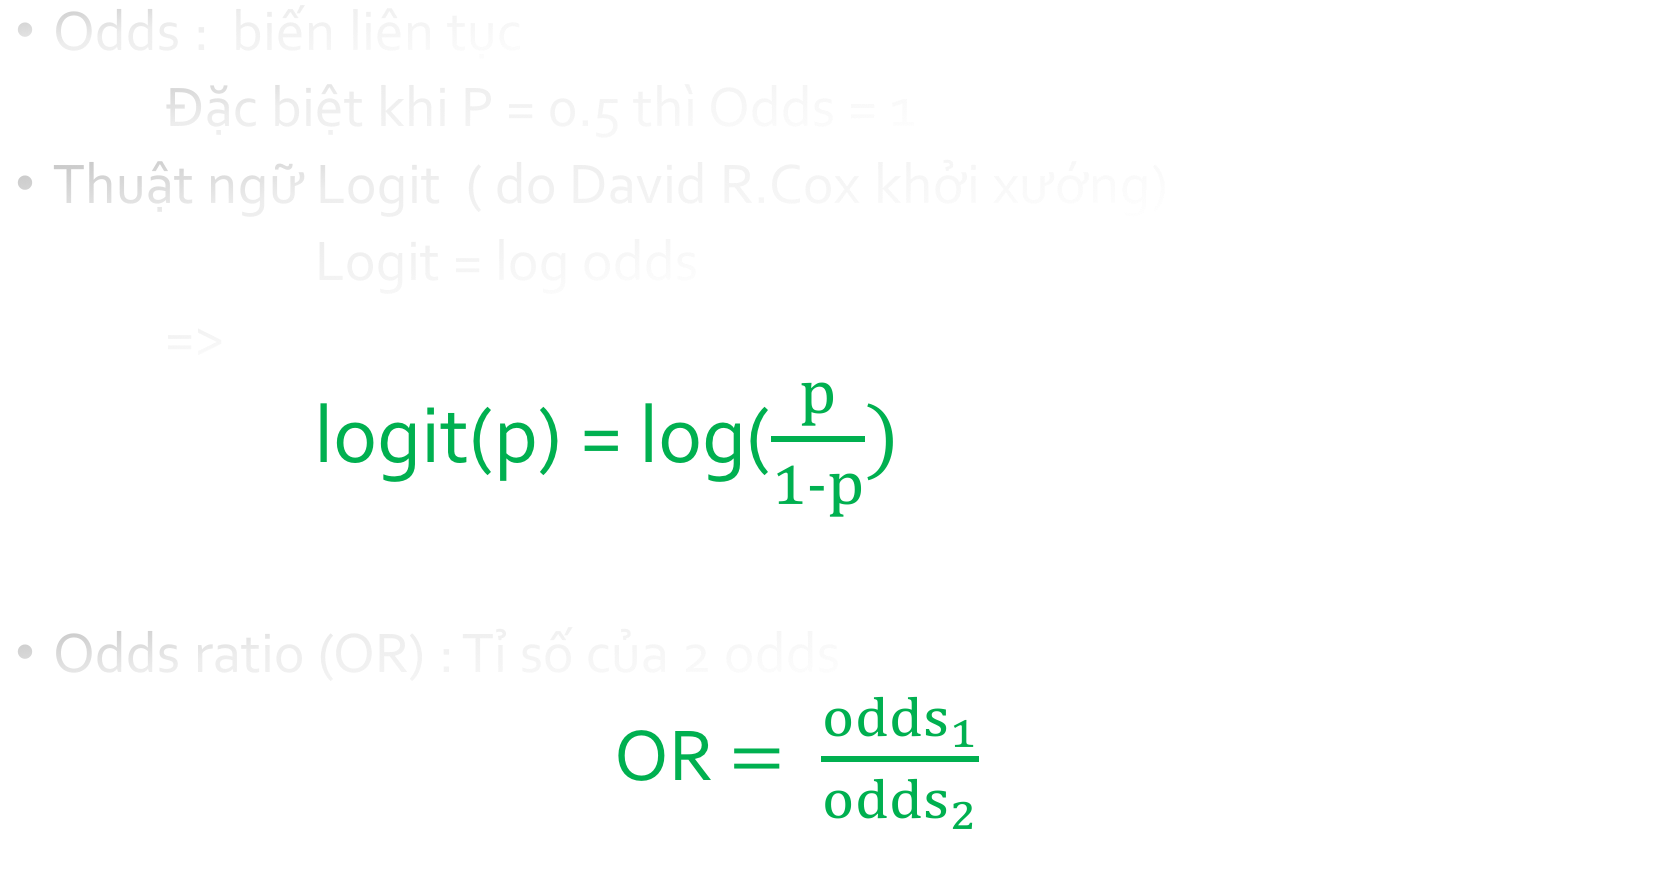 • Odds : biến liên tục
Đặc biệt khi P = 0.5 thì Odds = 1
• Thuật ngữ Logit ( do David R.Cox khởi xướng)
Logit = log odds
=>
logit(p) = log(p/1-p)
• Odds ratio (OR) : Tỉ số của 2 odds
OR = odds₁/odds₂